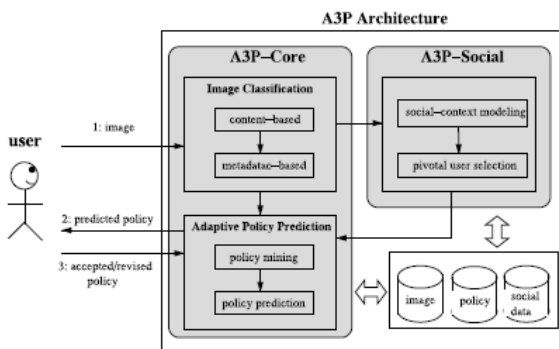 A3P Architecture
A3P–Core
A3P–Social
Image Classification
content–based
metadatac–based
social–context modeling
pivotal user selection
user
1: image
2: predicted policy
3: accepted/revised
policy
Adaptive Policy Prediction
policy mining
policy prediction
image
policy
social
data